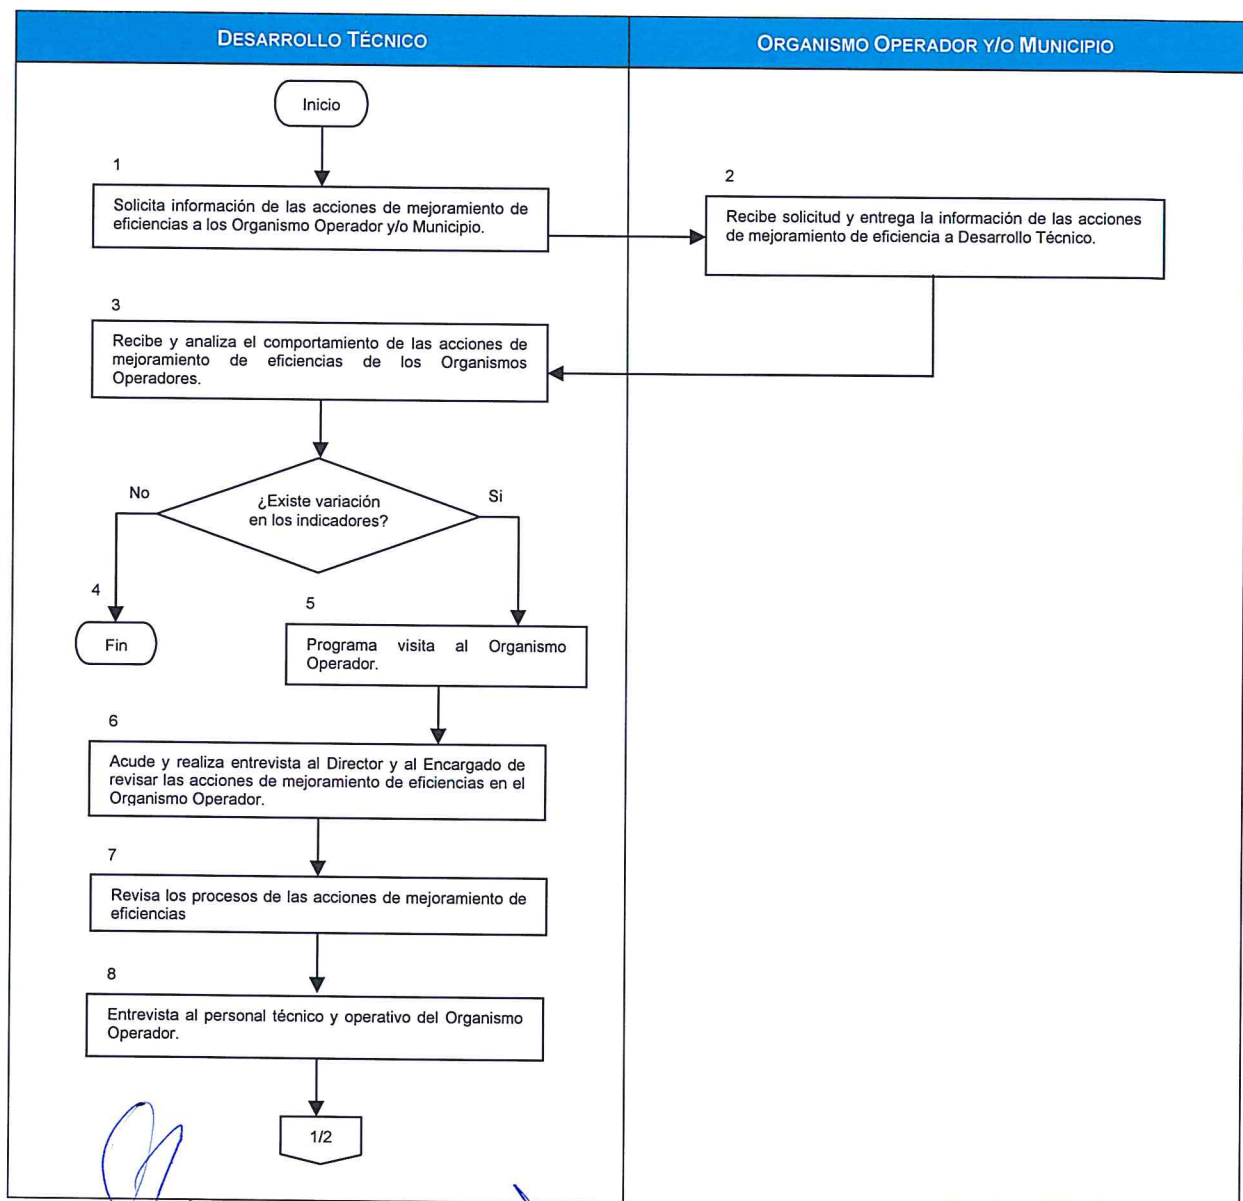 DESARROLLO TÉCNICO
ORGANISMO OPERADOR Y/O MUNICIPIO
Inicio
1
Solicita información de las acciones de mejoramiento de
eficiencias a los Organismo Operador y/o Municipio.
2
Recibe solicitud y entrega la información de las acciones
de mejoramiento de eficiencia a Desarrollo Técnico.
3
Recibe y analiza el comportamiento de las acciones de
mejoramiento de eficiencias de los Organismos
Operadores.
¿Existe variación
en los indicadores?
No
Si
4
Fin
5
Programa visita al Organismo
Operador.
6
Acude y realiza entrevista al Director y al Encargado de
revisar las acciones de mejoramiento de eficiencias en el
Organismo Operador.
7
Revisa los procesos de las acciones de mejoramiento de
eficiencias
8
Entrevista al personal técnico y operativo del Organismo
Operador.
1/2